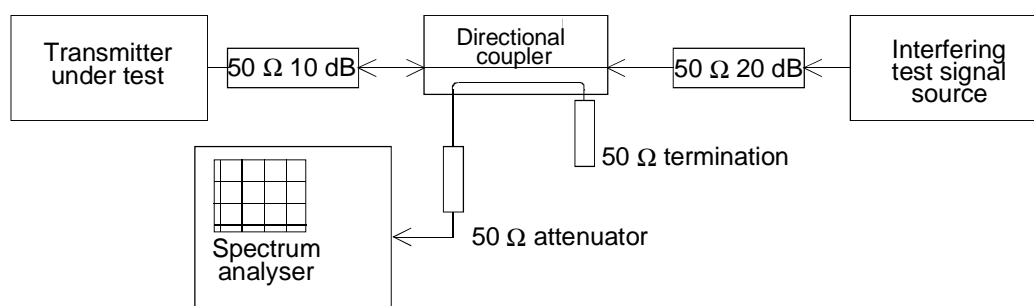 Transmitter
under test
50 Ω 10 dB
Directional
coupler
50 Ω 20 dB
Interfering
test signal
source
50 Ω termination
50 Ω attenuator
Spectrum
analyser